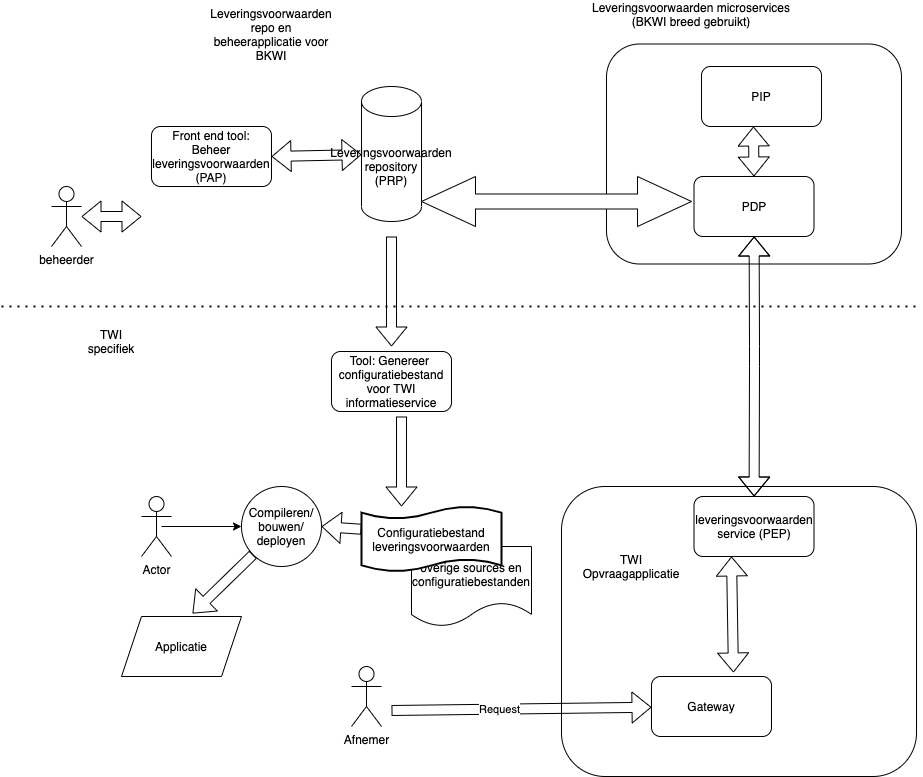 Leveringsvoorwaarden
repo en
beheerapplicatie voor
BKWI
Leveringsvoorwaarden microservices
(BKWI breed gebruikt)
PIP
Front end tool:
Beheer
leveringsvoorwaarden
(PAP)
Leveringsvoorwaarden
repository
(PRP)
PDP
beheerder
TWI
specifiek
Tool: Genereer
configuratiebestand
voor TWI
informatieservice
Actor
Compileren/
bouwen/
deployen
Configuratiebestand
leveringsvoorwaarden
overige sources en
configuratiebestanden
Applicatie
leveringsvoorwaarden
service (PEP)
TWI
Opvraagapplicatie
Afnemer
Request
Gateway